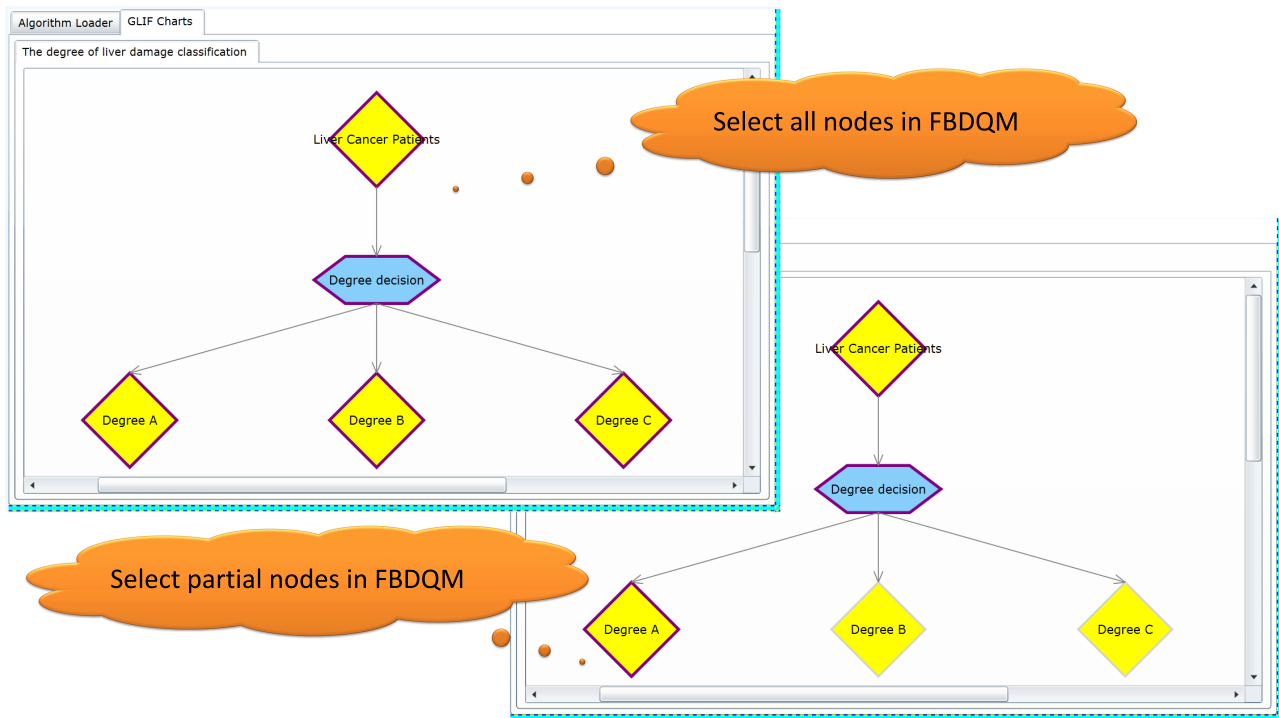 Algorithm Loader
GLIF Charts
The degree of liver damage classification
Liver Cancer Patients
Degree decision
Degree A
Degree B
Degree C
Select all nodes in FBDQM
Liver Cancer Patients
Degree decision
Degree A
Degree B
Degree C
Select partial nodes in FBDQM